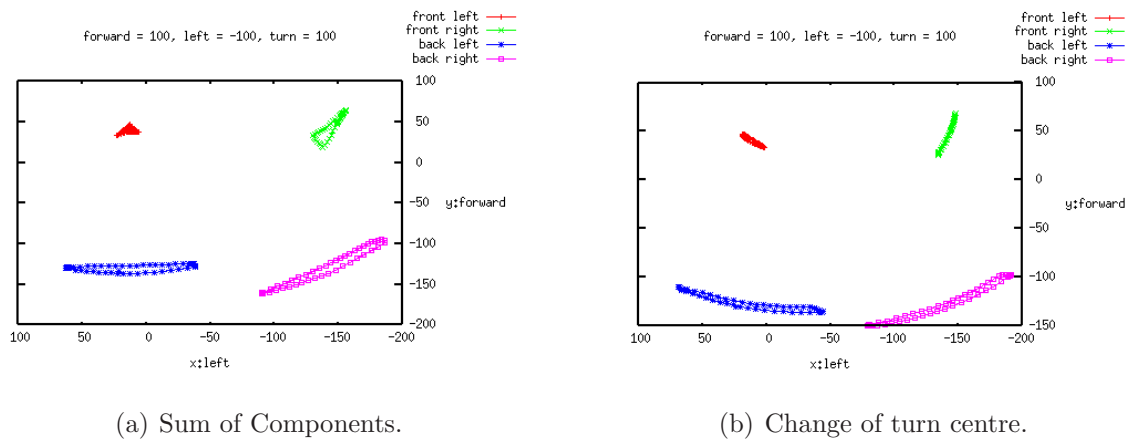 front left
front right
forward = 100, left = -100, turn = 100
back left
back right
100
50
0
-50
y:forward
-100
-150
-200
100 50 0 -50 -100 -150 -200
x:left
(a) Sum of Components.
front left
front right
forward = 100, left = -100, turn = 100
back left
back right
100
50
0
y:forward
-50
-100
-150
100 50 0 -50 -100 -150 -200
x:left
(b) Change of turn centre.